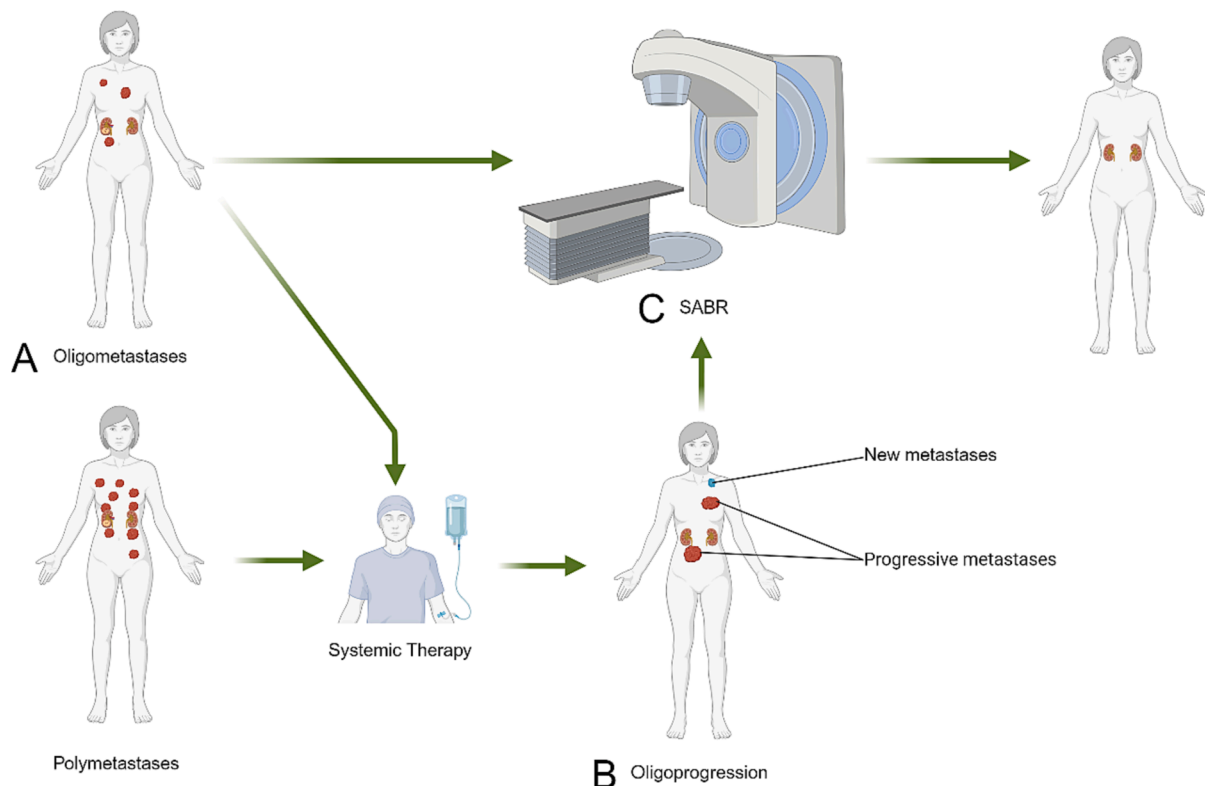 C SABR
A Oligometastases
New metastases
Progressive metastases
Systemic Therapy
Polymetastases
B Oligoprogression